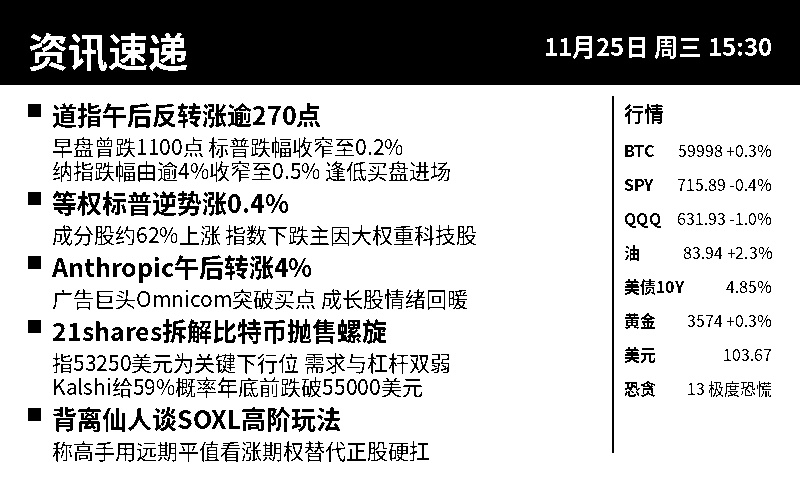 资讯速递
11月25日 周三 15:30
道指午后反转涨逾270点
早盘曾跌1100点 标普跌幅收窄至0.2%
纳指跌幅由逾4%收窄至0.5% 逢低买盘进场
等权标普逆势涨0.4%
成分股约62%上涨 指数下跌主因大权重科技股
Anthropic午后转涨4%
广告巨头Omnicom突破买点 成长股情绪回暖
21shares拆解比特币抛售螺旋
指53250美元为关键下行位 需求与杠杆双弱
Kalshi给59%概率年底前跌破55000美元
背离仙人谈SOXL高阶玩法
称高手用远期平值看涨期权替代正股硬扛
行情
BTC 59998 +0.3%
SPY 715.89 -0.4%
QQQ 631.93 -1.0%
油 83.94 +2.3%
美债10Y 4.85%
黄金 3574 +0.3%
美元 103.67
恐贪 13 极度恐慌